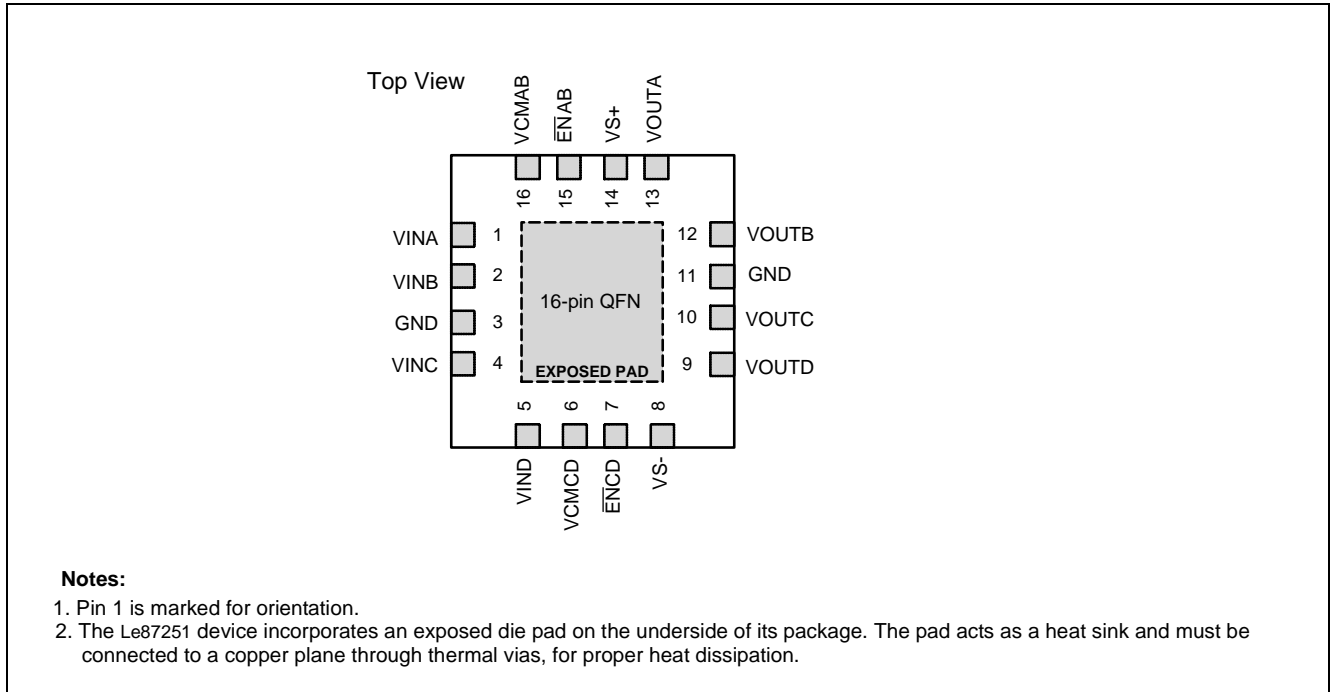 Top View
VCMAB
ENAB
VS+
VOUTA
16
15
14
13
VINA 1
12 VOUTB
VINB 2
11 GND
16-pin QFN
GND 3
10 VOUTC
VINC 4
9 VOUTD
EXPOSED PAD
5
6
7
8
VIND
VCMCD
ENCD
VS-
Notes:
1. Pin 1 is marked for orientation.
2. The Le87251 device incorporates an exposed die pad on the underside of its package. The pad acts as a heat sink and must be
connected to a copper plane through thermal vias, for proper heat dissipation.